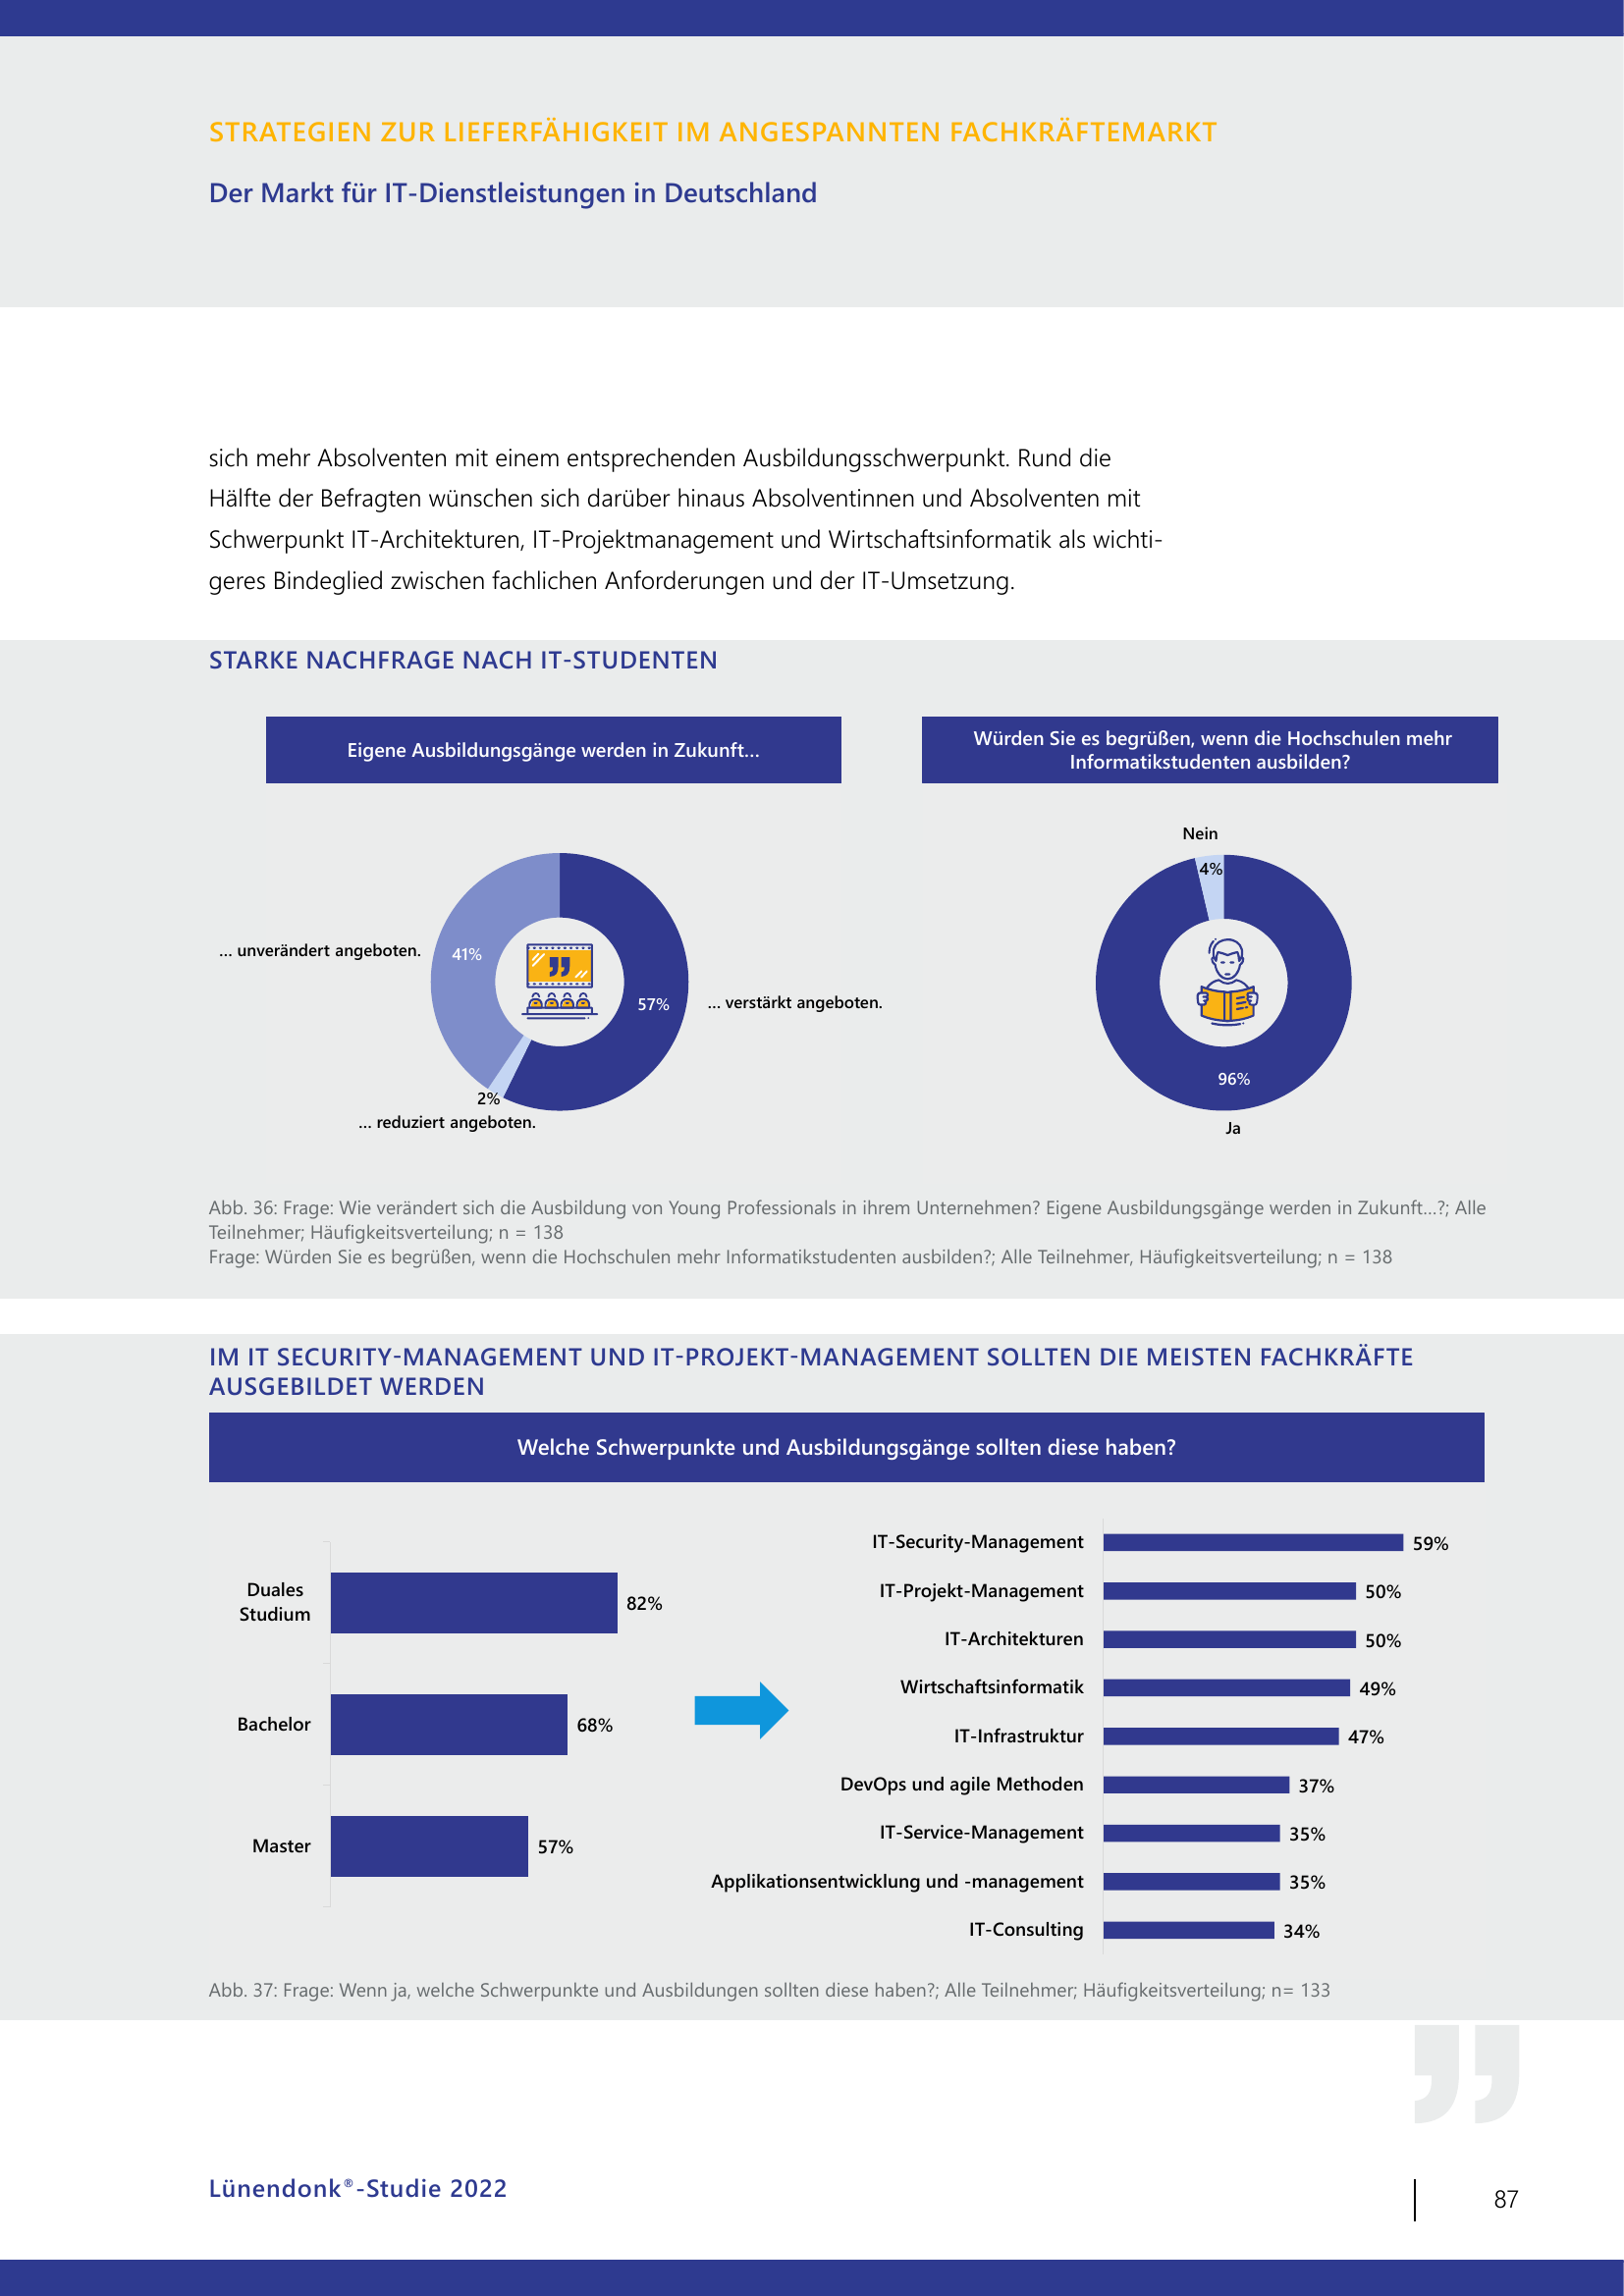 STRATEGIEN ZUR LIEFERFÄHIGKEIT IM ANGESPANNTEN FACHKRÄFTEMARKT
Der Markt für IT-Dienstleistungen in Deutschland
sich mehr Absolventen mit einem entsprechenden Ausbildungsschwerpunkt. Rund die
Hälfte der Befragten wünschen sich darüber hinaus Absolventinnen und Absolventen mit
Schwerpunkt IT-Architekturen, IT-Projektmanagement und Wirtschaftsinformatik als wichti-
geres Bindeglied zwischen fachlichen Anforderungen und der IT-Umsetzung.
STARKE NACHFRAGE NACH IT-STUDENTEN
Eigene Ausbildungsgänge werden in Zukunft...
... unverändert angeboten.
41%
57%
... verstärkt angeboten.
2%
... reduziert angeboten.
Würden Sie es begrüßen, wenn die Hochschulen mehr
Informatikstudenten ausbilden?
Nein
4%
96%
Ja
Abb. 36: Frage: Wie verändert sich die Ausbildung von Young Professionals in ihrem Unternehmen? Eigene Ausbildungsgänge werden in Zukunft...?; Alle
Teilnehmer; Häufigkeitsverteilung; n = 138
Frage: Würden Sie es begrüßen, wenn die Hochschulen mehr Informatikstudenten ausbilden?; Alle Teilnehmer, Häufigkeitsverteilung; n = 138
IM IT SECURITY-MANAGEMENT UND IT-PROJEKT-MANAGEMENT SOLLTEN DIE MEISTEN FACHKRÄFTE
AUSGEBILDET WERDEN
Welche Schwerpunkte und Ausbildungsgänge sollten diese haben?
Duales
Studium
82%
Bachelor
68%
Master
57%
IT-Security-Management 59%
IT-Projekt-Management 50%
IT-Architekturen 50%
Wirtschaftsinformatik 49%
IT-Infrastruktur 47%
DevOps und agile Methoden 37%
IT-Service-Management 35%
Applikationsentwicklung und -management 35%
IT-Consulting 34%
Abb. 37: Frage: Wenn ja, welche Schwerpunkte und Ausbildungen sollten diese haben?; Alle Teilnehmer; Häufigkeitsverteilung; n= 133
Lünendonk®-Studie 2022
87